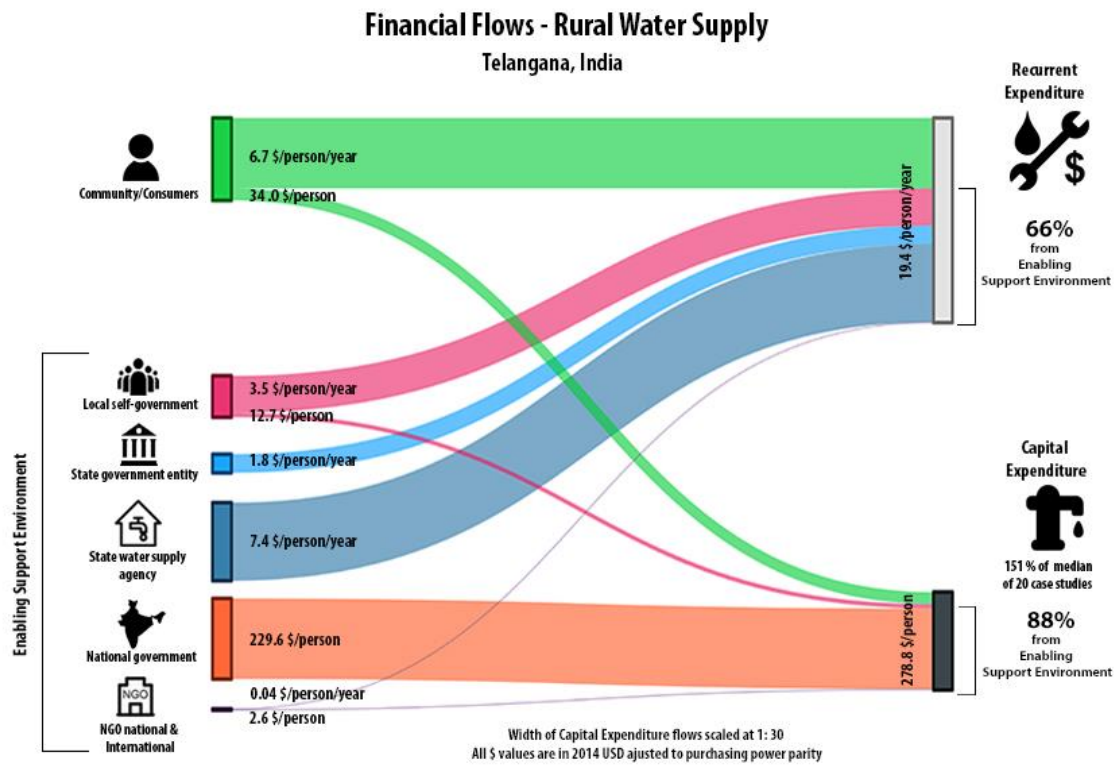 Financial Flows - Rural Water Supply
Telangana, India
Recurrent
Expenditure
$
66%
from
Enabling
Support Environment
19.4 $/person/year
Community/Consumers
6.7 $/person/year
34.0 $/person
Enabling Support Environment
Local self-government
3.5 $/person/year
12.7 $/person
State government entity
1.8 $/person/year
State water supply
agency
7.4 $/person/year
National government
229.6 $/person
NGO
NGO national &
International
0.04 $/person/year
2.6 $/person
Capital
Expenditure
151 % of median
of 20 case studies
88%
from
Enabling
Support Environment
278.8 $/person
Width of Capital Expenditure flows scaled at 1: 30
All $ values are in 2014 USD ajusted to purchasing power parity